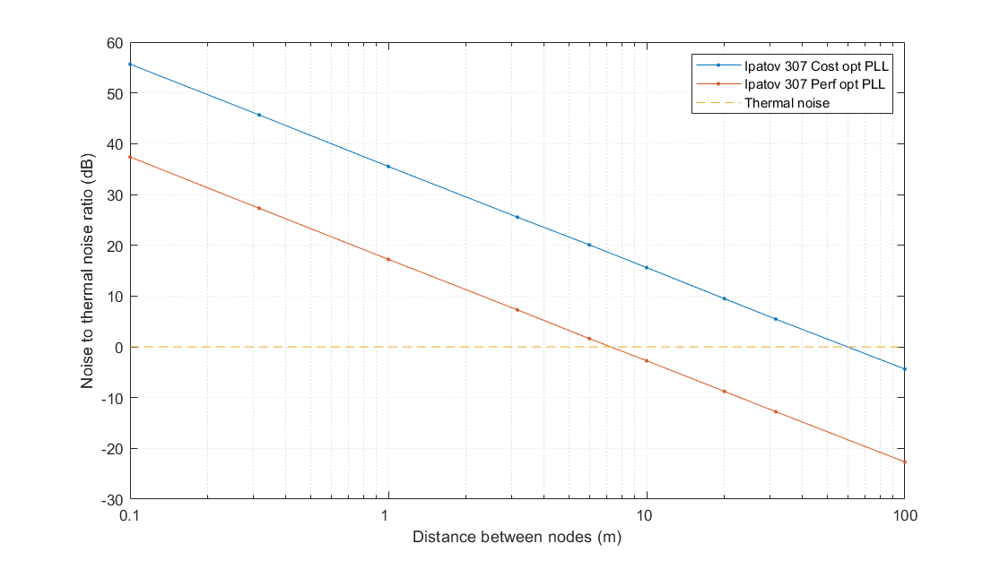 60
50
40
30
20
10
0
-10
-20
-30
Noise to thermal noise ratio (dB)
Ipatov 307 Cost opt PLL
Ipatov 307 Perf opt PLL
Thermal noise
0.1 1 10 100
Distance between nodes (m)